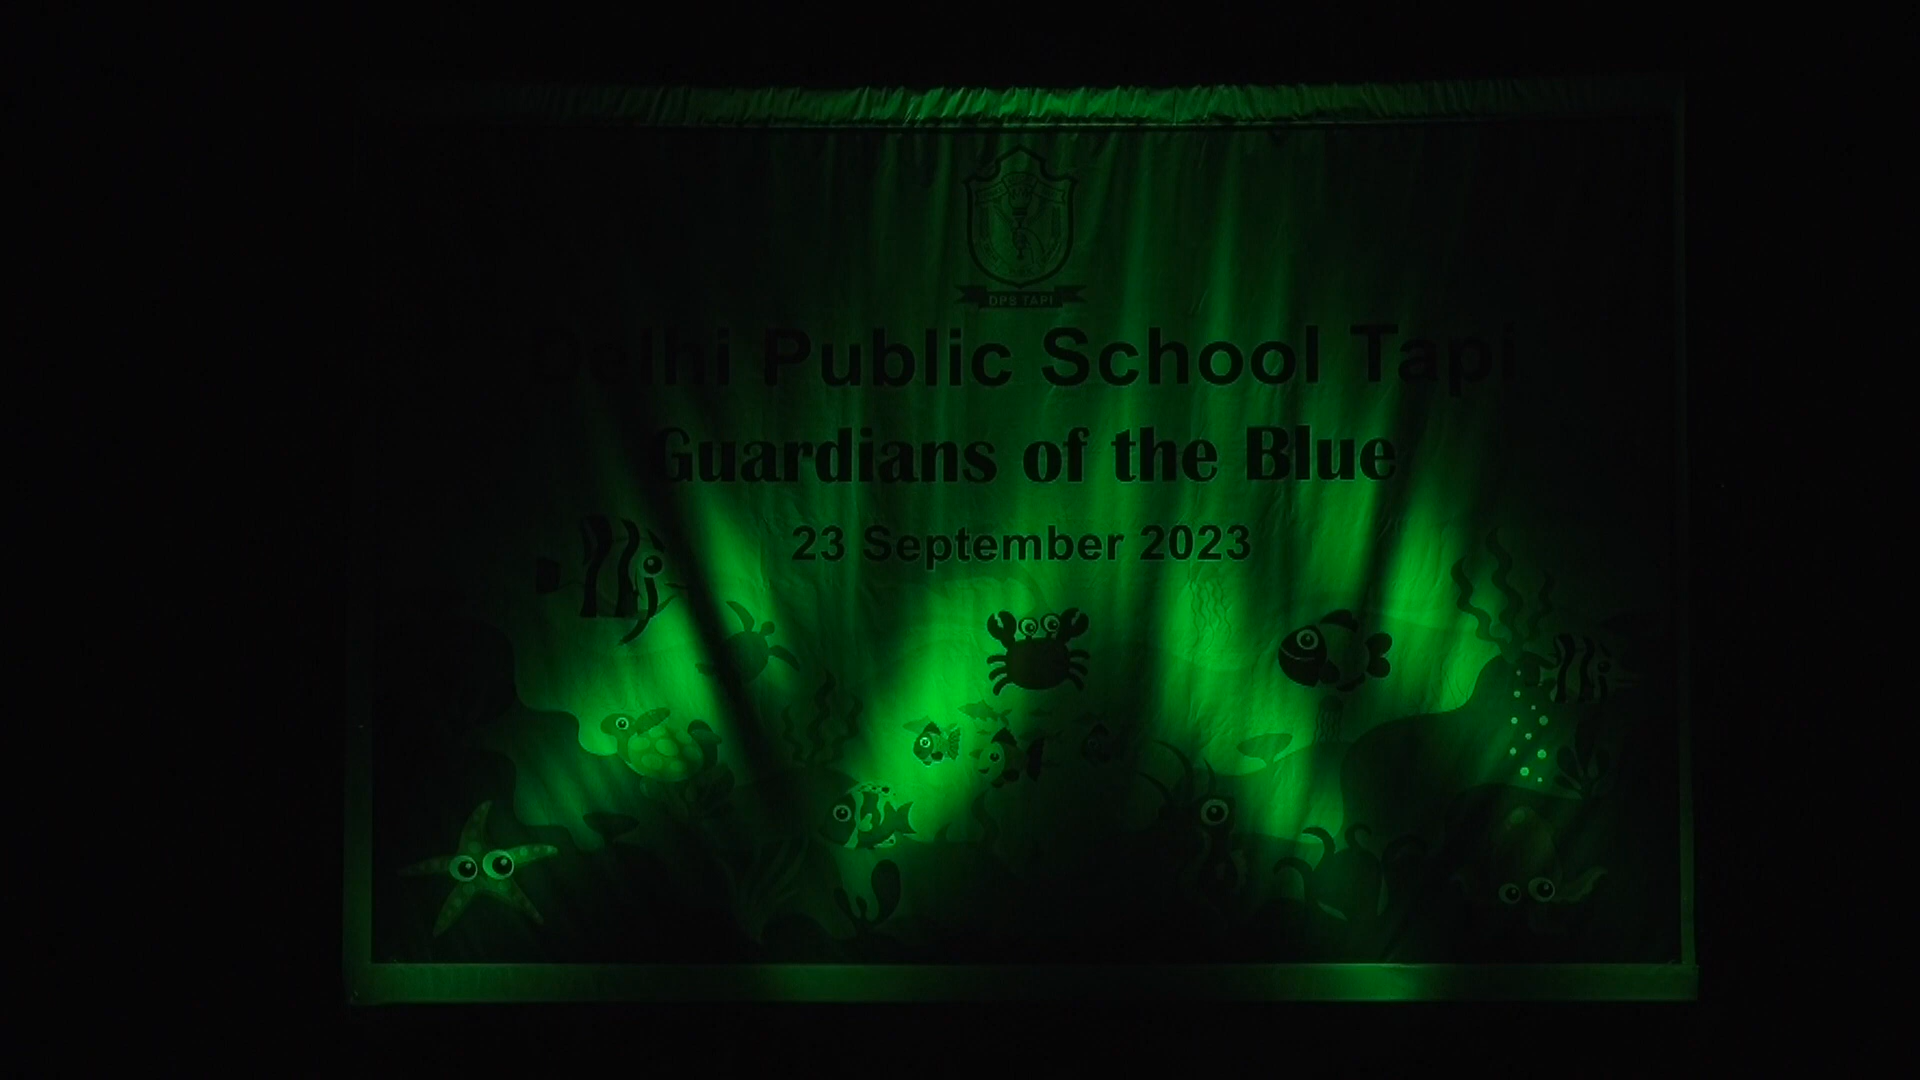 DPS TAPI
Delhi Public School Tapi
Guardians of the Blue
23 September 2023